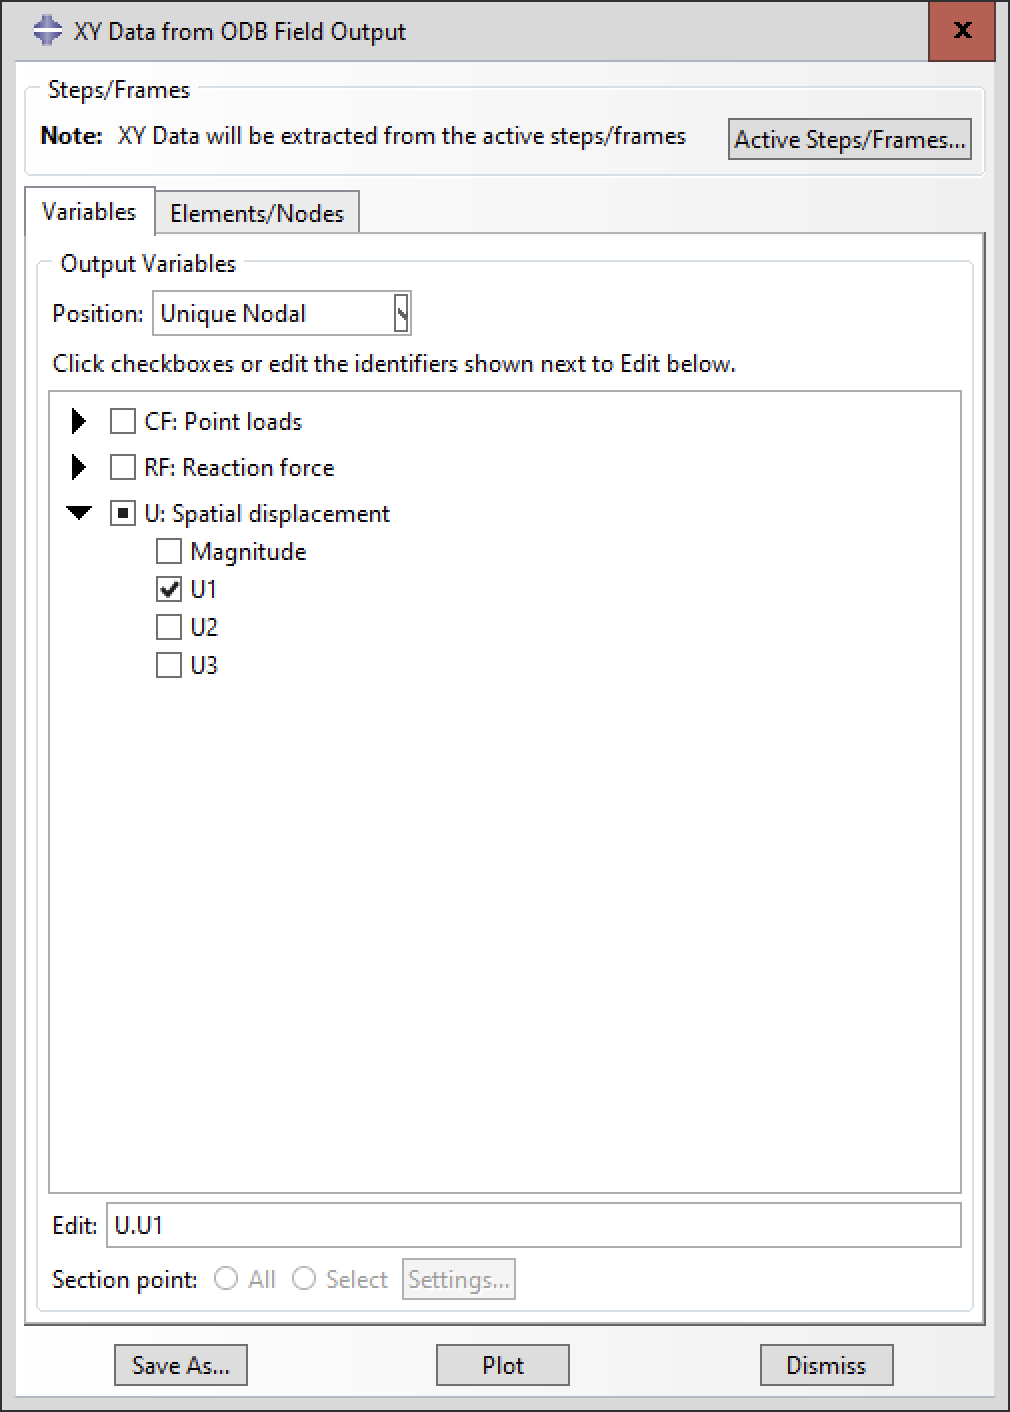 XY Data from ODB Field Output
x
Steps/Frames
Note: XY Data will be extracted from the active steps/frames
Active Steps/Frames...
Variables
Elements/Nodes
Output Variables
Position: Unique Nodal
Click checkboxes or edit the identifiers shown next to Edit below.
CF: Point loads
RF: Reaction force
U: Spatial displacement
Magnitude
U1
U2
U3
Edit: U.U1
Section point: All Select Settings...
Save As...
Plot
Dismiss